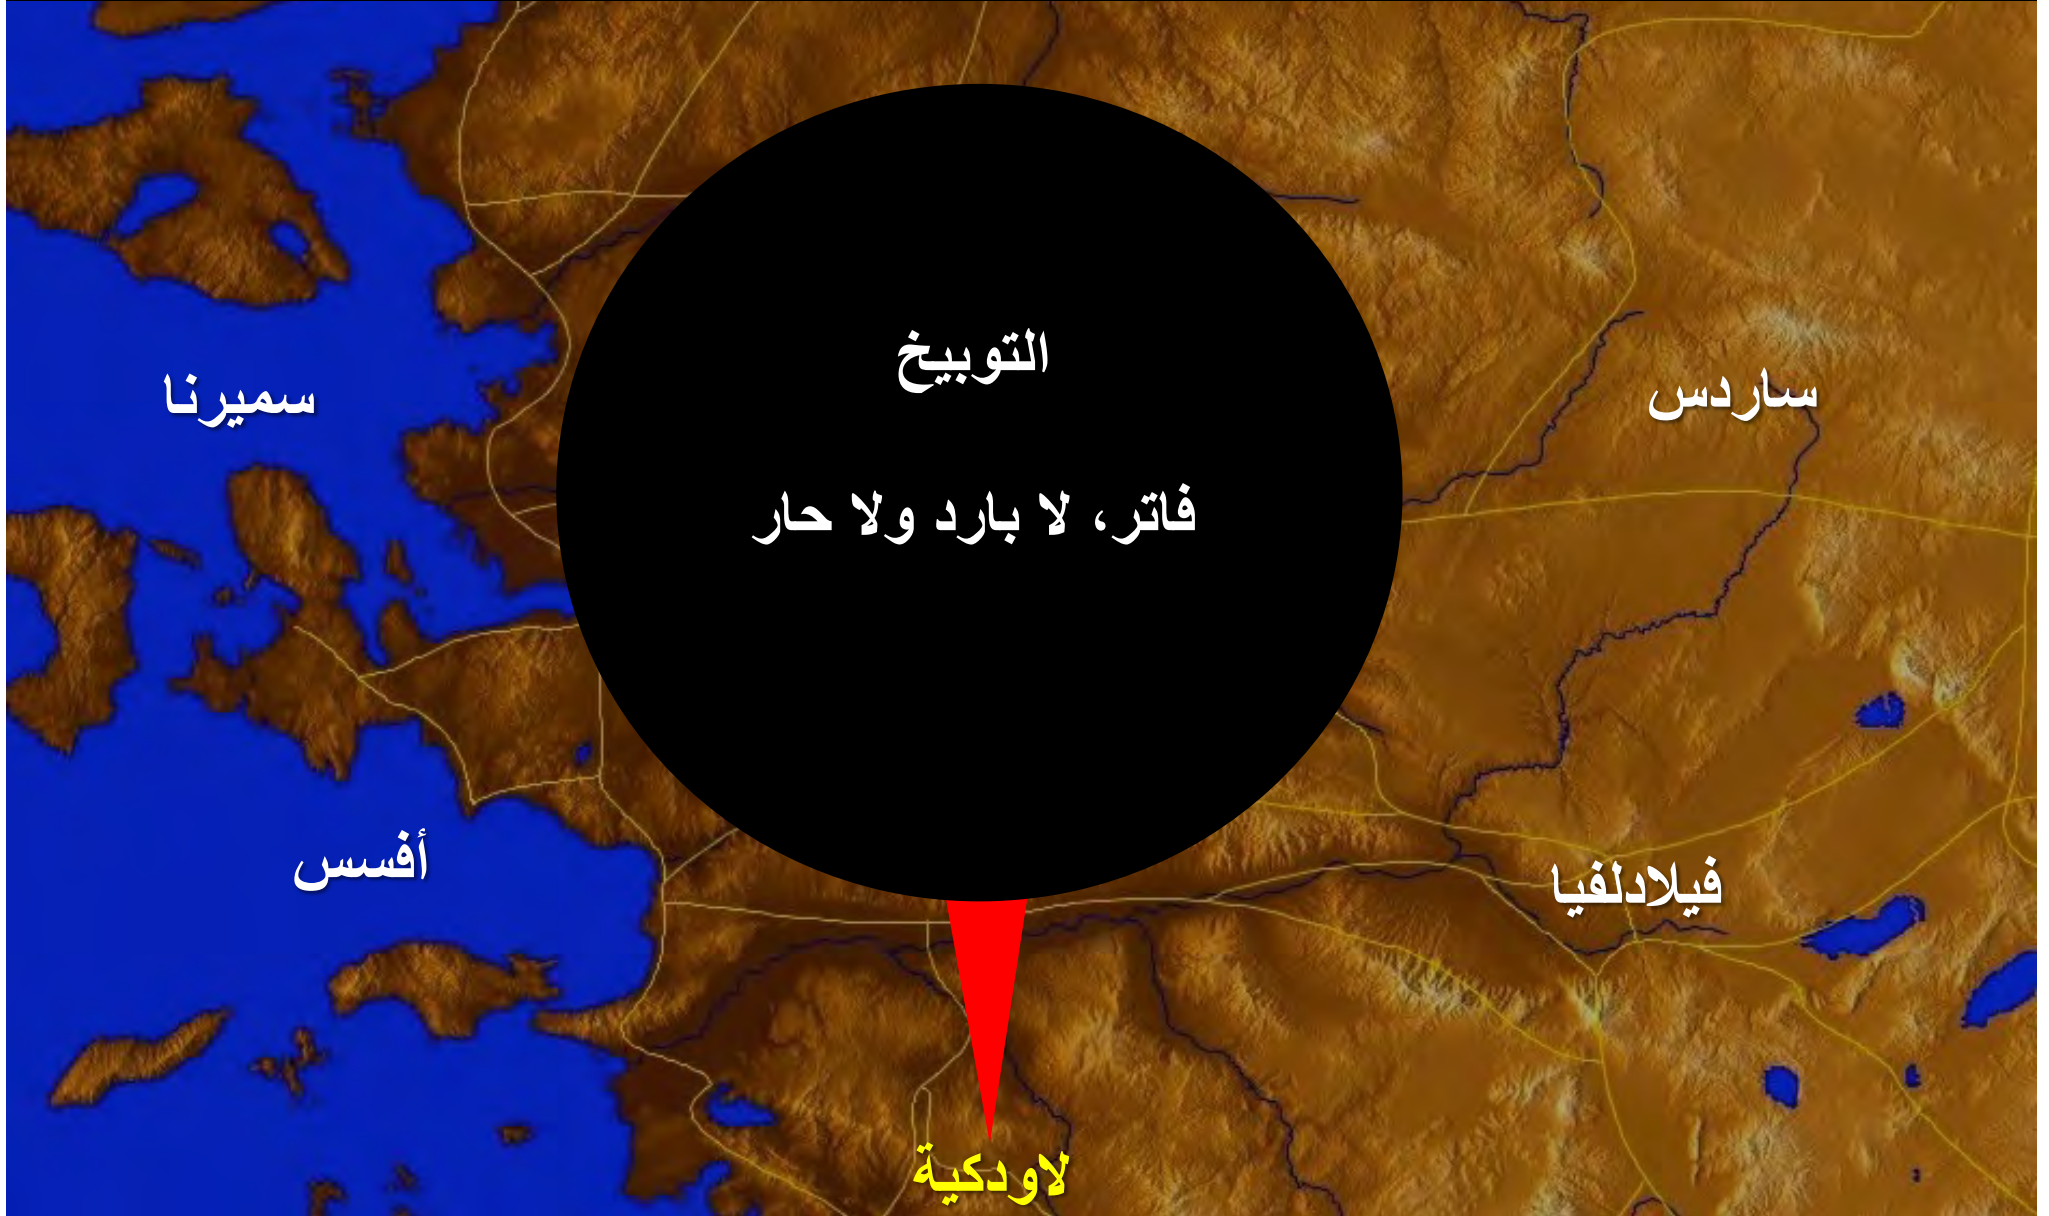 التوبيخ
فاتر، لا بارد ولا حار
سميرنا
ساردس
أفسس
فيلادلفيا
لاودكية